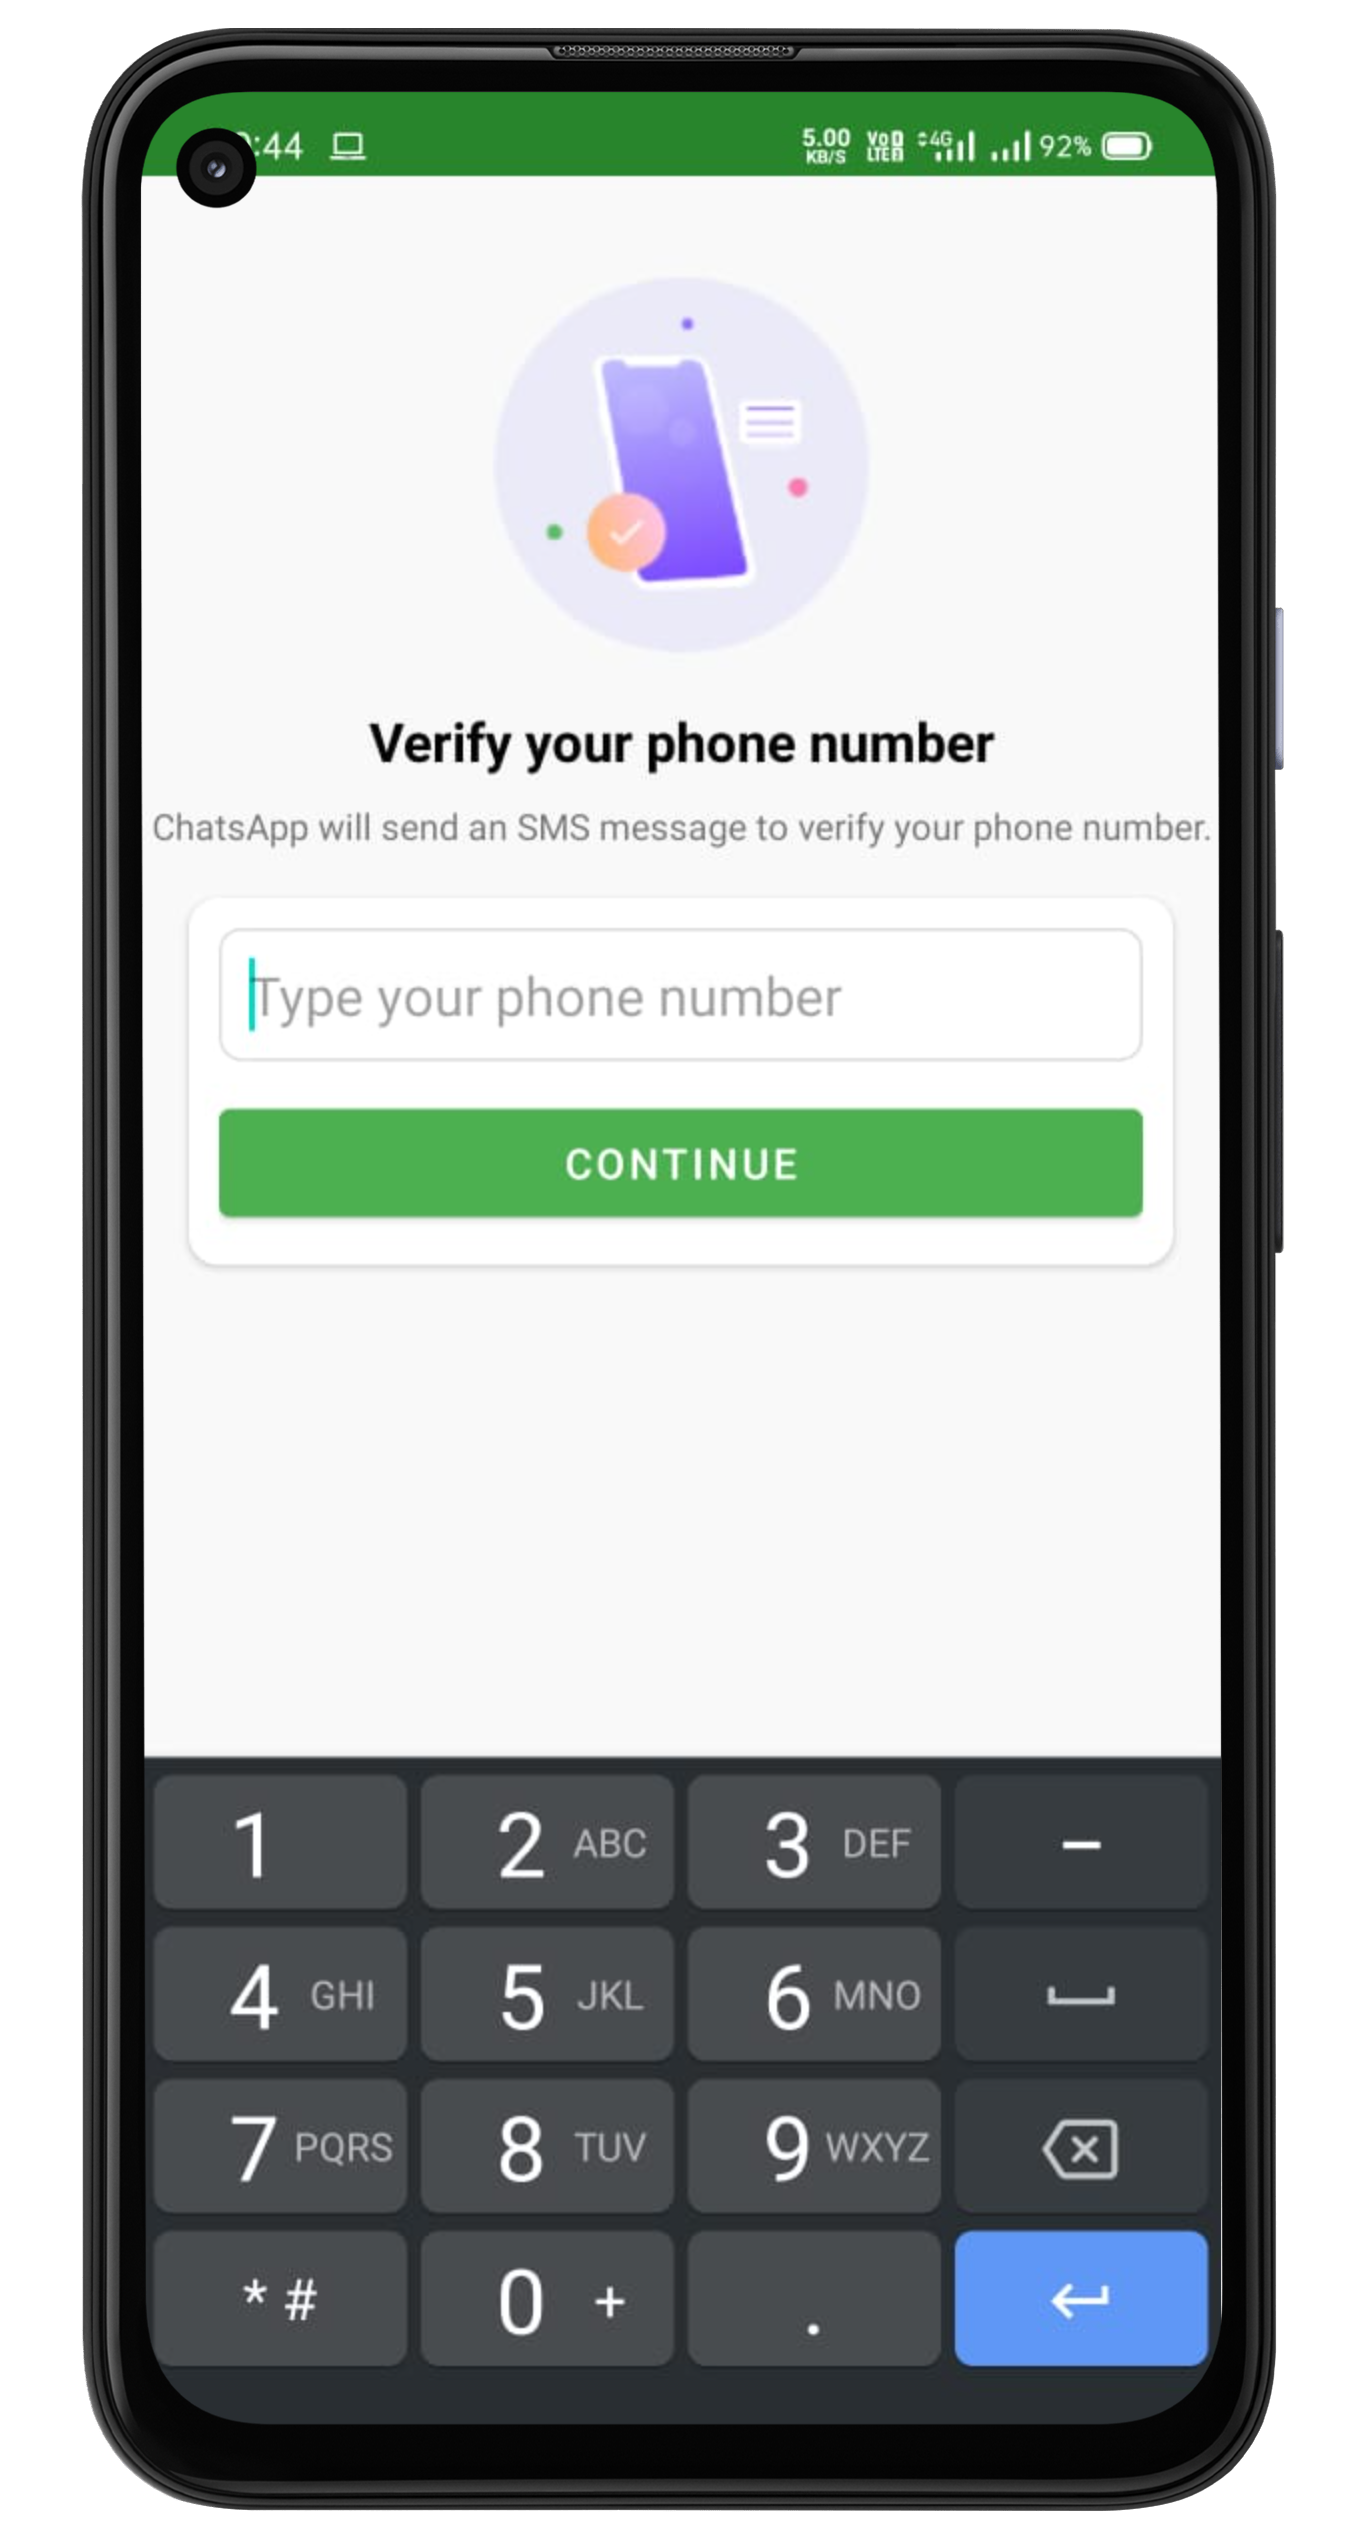 :44 5.00 KB/S Vo LTE 4G 92%
Verify your phone number
ChatsApp will send an SMS message to verify your phone number.
Type your phone number
CONTINUE
1 2 ABC 3 DEF –
4 GHI 5 JKL 6 MNO
7 PQRS 8 TUV 9 WXYZ
* # 0 + .